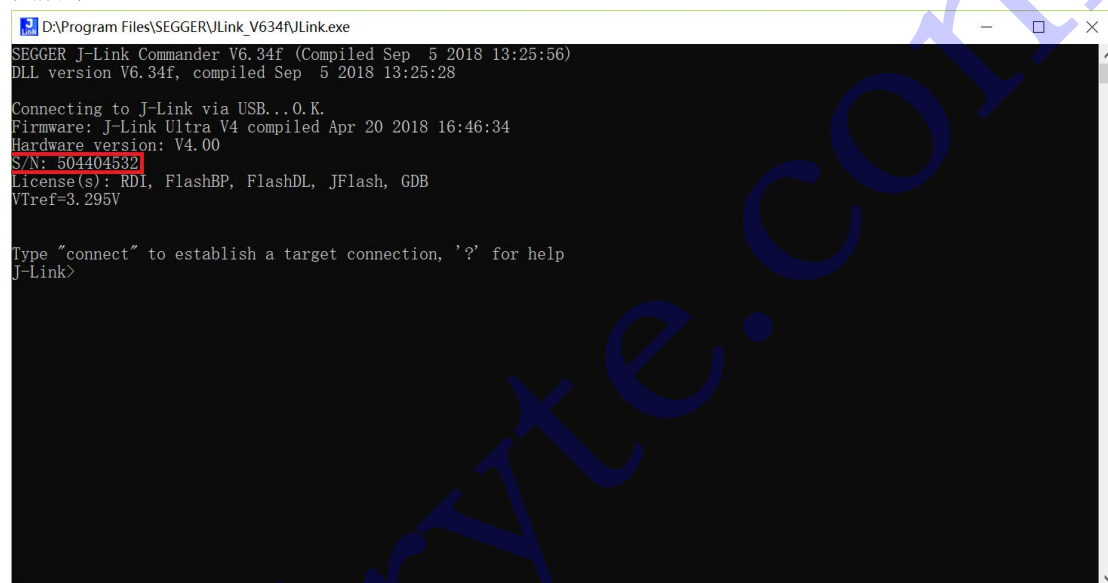 D:\Program Files\SEGGER\JLink_V634f\JLink.exe
SEGGER J-Link Commander V6.34f (Compiled Sep  5 2018 13:25:56)
DLL version V6.34f, compiled Sep  5 2018 13:25:28
Connecting to J-Link via USB...O.K.
Firmware: J-Link Ultra V4 compiled Apr 20 2018 16:46:34
Hardware version: V4.00
S/N: 504404532
License(s): RDI, FlashBP, FlashDL, JFlash, GDB
VTref=3.295V
Type "connect" to establish a target connection, '?' for help
J-Link>
ryte.com